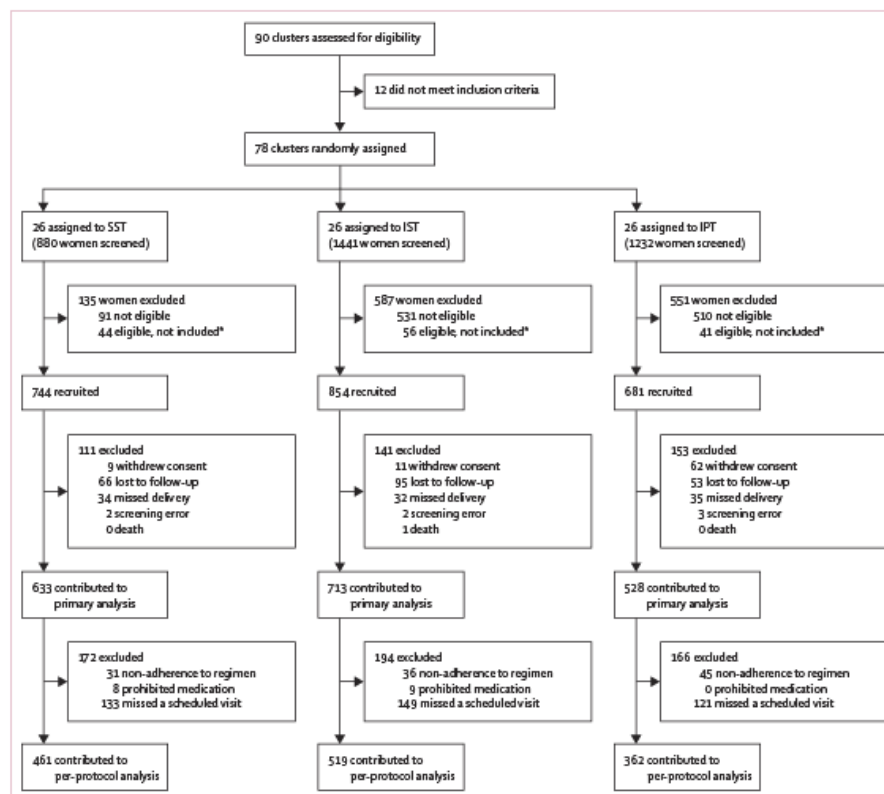 90 clusters assessed for eligibility
12 did not meet inclusion criteria
78 clusters randomly assigned
26 assigned to SST
(880 women screened)
26 assigned to IST
(1441 women screened)
26 assigned to IPT
(1232 women screened)
135 women excluded
91 not eligible
44 eligible, not included*
587 women excluded
531 not eligible
56 eligible, not included*
551 women excluded
510 not eligible
41 eligible, not included*
744 recruited
854 recruited
681 recruited
111 excluded
9 withdrew consent
66 lost to follow-up
34 missed delivery
2 screening error
0 death
141 excluded
11 withdrew consent
95 lost to follow-up
32 missed delivery
2 screening error
1 death
153 excluded
62 withdrew consent
53 lost to follow-up
35 missed delivery
3 screening error
0 death
633 contributed to
primary analysis
713 contributed to
primary analysis
528 contributed to
primary analysis
172 excluded
31 non-adherence to regimen
8 prohibited medication
133 missed a scheduled visit
194 excluded
36 non-adherence to regimen
9 prohibited medication
149 missed a scheduled visit
166 excluded
45 non-adherence to regimen
0 prohibited medication
121 missed a scheduled visit
461 contributed to
per-protocol analysis
519 contributed to
per-protocol analysis
362 contributed to
per-protocol analysis